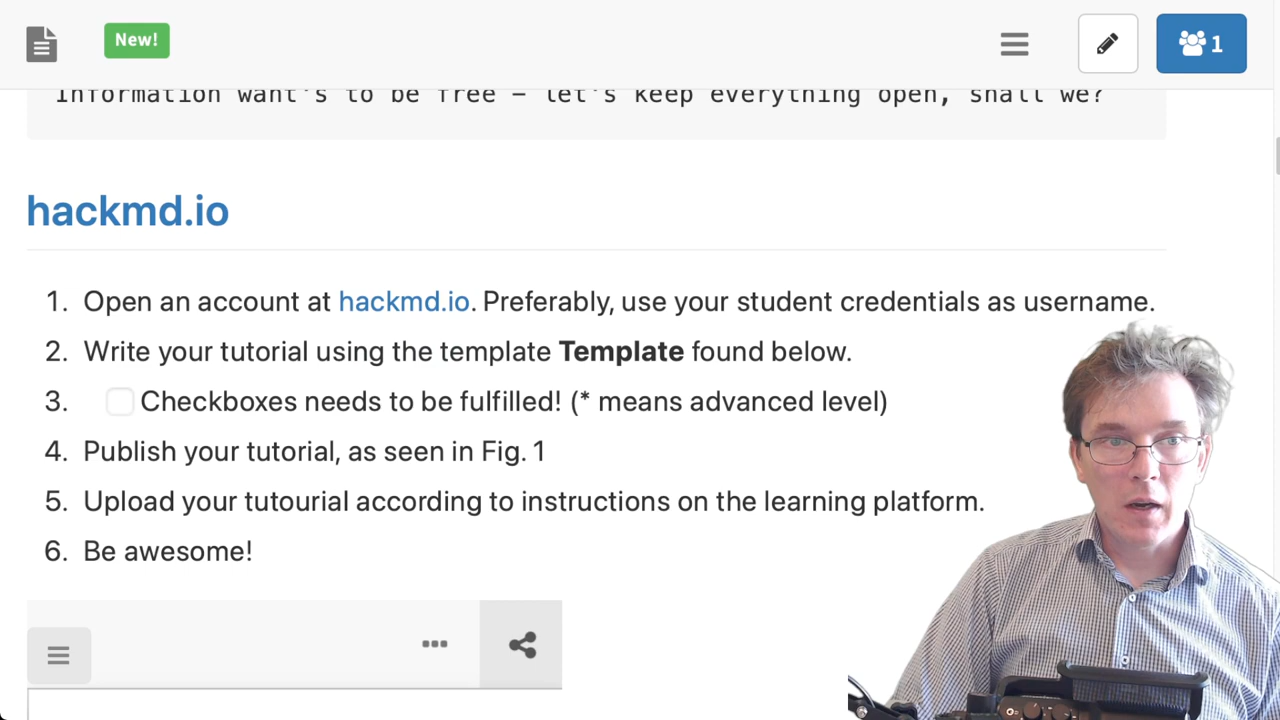 New!
1
Information want's to be free – let's keep everything open, shall we?
hackmd.io
1. Open an account at hackmd.io. Preferably, use your student credentials as username.
2. Write your tutorial using the template Template found below.
3. Checkboxes needs to be fulfilled! (* means advanced level)
4. Publish your tutorial, as seen in Fig. 1
5. Upload your tutourial according to instructions on the learning platform.
6. Be awesome!